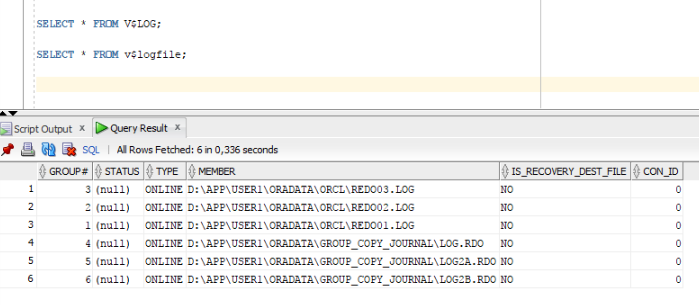 SELECT * FROM V$LOG;
SELECT * FROM v$logfile;
Script Output x Query Result x
SQL | All Rows Fetched: 6 in 0,336 seconds
GROUP# STATUS TYPE MEMBER IS_RECOVERY_DEST_FILE CON_ID
1 3 (null) ONLINE D:\APP\USER1\ORADATA\ORCL\REDO03.LOG NO 0
2 2 (null) ONLINE D:\APP\USER1\ORADATA\ORCL\REDO02.LOG NO 0
3 1 (null) ONLINE D:\APP\USER1\ORADATA\ORCL\REDO01.LOG NO 0
4 4 (null) ONLINE D:\APP\USER1\ORADATA\GROUP_COPY_JOURNAL\LOG.RDO NO 0
5 5 (null) ONLINE D:\APP\USER1\ORADATA\GROUP_COPY_JOURNAL\LOG2A.RDO NO 0
6 6 (null) ONLINE D:\APP\USER1\ORADATA\GROUP_COPY_JOURNAL\LOG2B.RDO NO 0